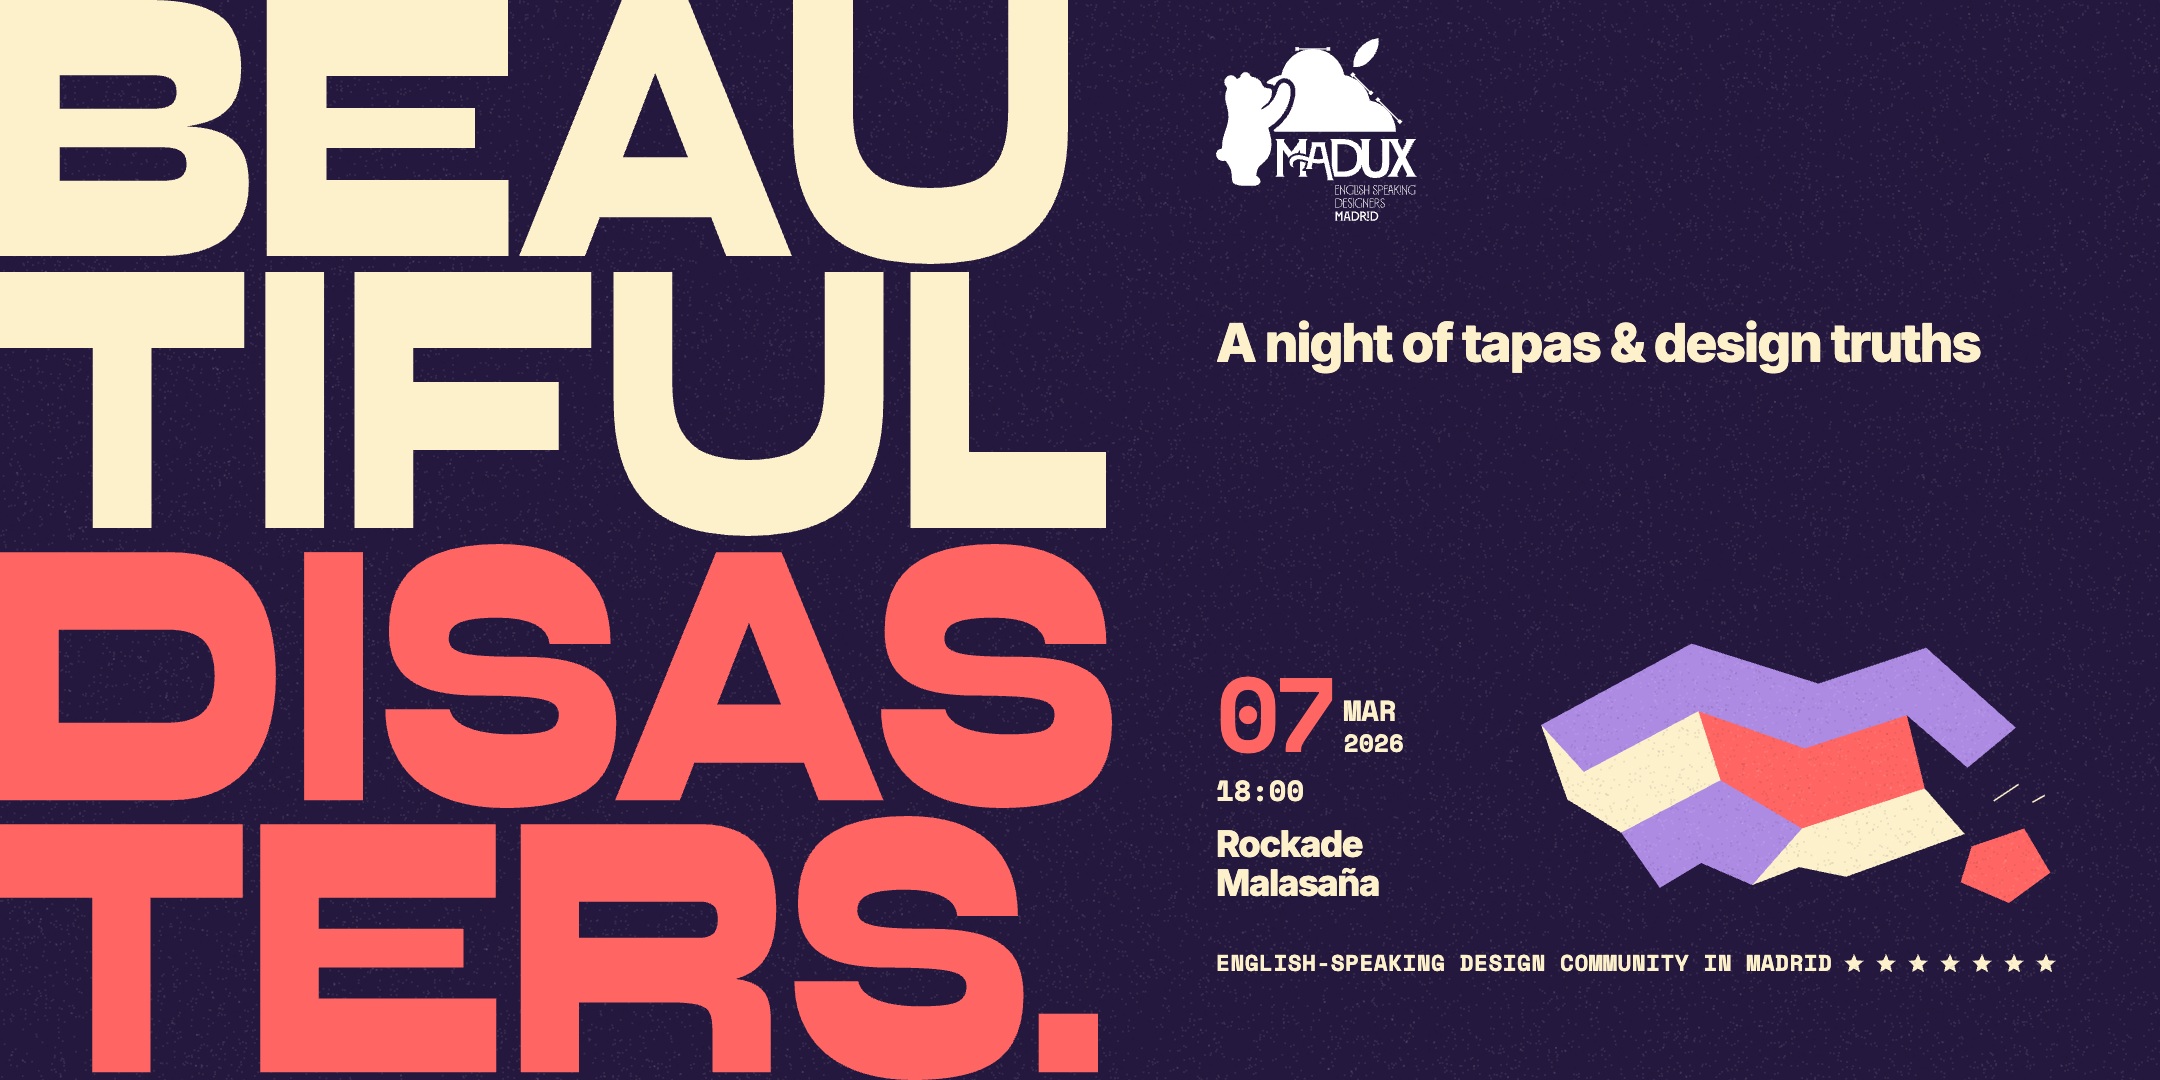 BEAU
TIFUL
DISAS
TERS.
MADUX
ENGLISH SPEAKING
DESIGNERS
MADRID
A night of tapas & design truths
07 MAR
2026
18:00
Rockade
Malasaña
ENGLISH-SPEAKING DESIGN COMMUNITY IN MADRID ★ ★ ★ ★ ★ ★ ★